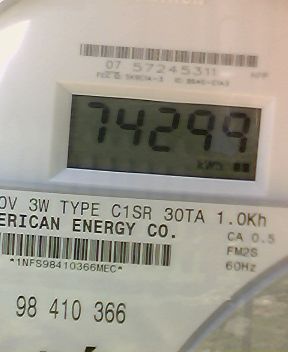 07 57245311
74299
kWh
0V 3W TYPE C1SR 30TA 1.0Kh
ERICAN ENERGY CO.
CA 0.5
FM2S
60Hz
*1NFS98410366MEC*
98 410 366